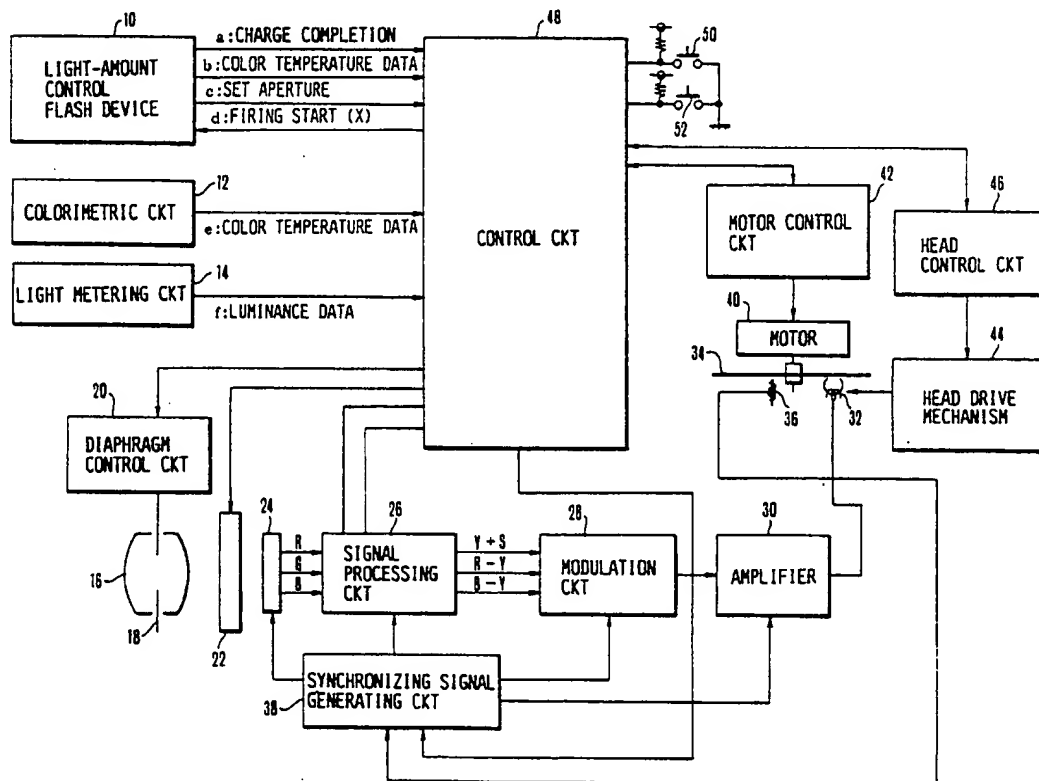 10
LIGHT-AMOUNT
CONTROL
FLASH DEVICE
a:CHARGE COMPLETION
b:COLOR TEMPERATURE DATA
c:SET APERTURE
d:FIRING START (X)
48
CONTROL CKT
50
52
12
COLORIMETRIC CKT
e:COLOR TEMPERATURE DATA
14
LIGHT METERING CKT
f:LUMINANCE DATA
42
MOTOR CONTROL
CKT
46
HEAD
CONTROL CKT
40
MOTOR
34
36
32
44
HEAD DRIVE
MECHANISM
20
DIAPHRAGM
CONTROL CKT
16
18
22
24
R
G
B
26
SIGNAL
PROCESSING
CKT
Y+S
R-Y
B-Y
28
MODULATION
CKT
30
AMPLIFIER
38
SYNCHRONIZING SIGNAL
GENERATING CKT